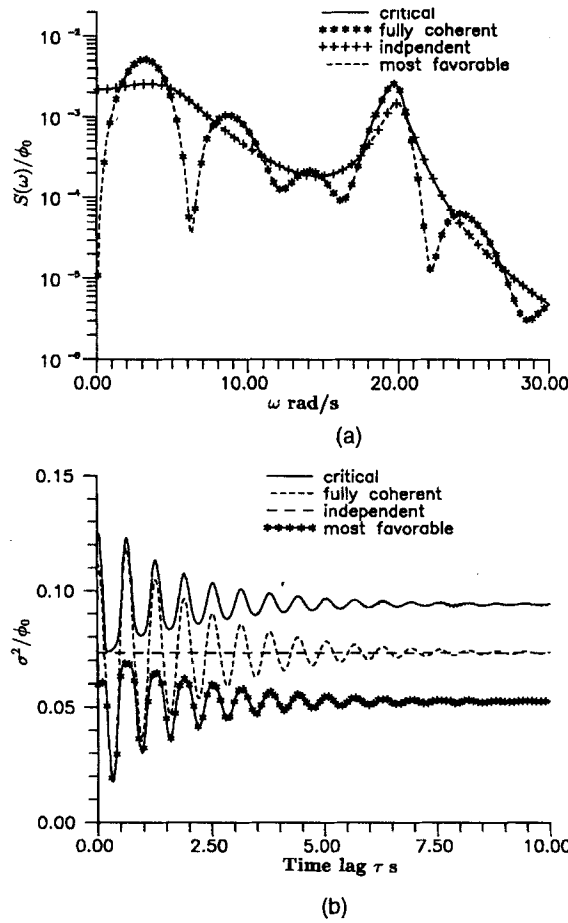 critical
fully coherent
indpendent
most favorable
10⁻²
10⁻³
10⁻⁴
10⁻⁵
10⁻⁶
S(ω)/ϕ₀
0.00
10.00
20.00
30.00
ω rad/s
(a)
critical
fully coherent
independent
most favorable
0.15
0.10
0.05
0.00
σ²/ϕ₀
0.00
2.50
5.00
7.50
10.00
Time lag τ s
(b)